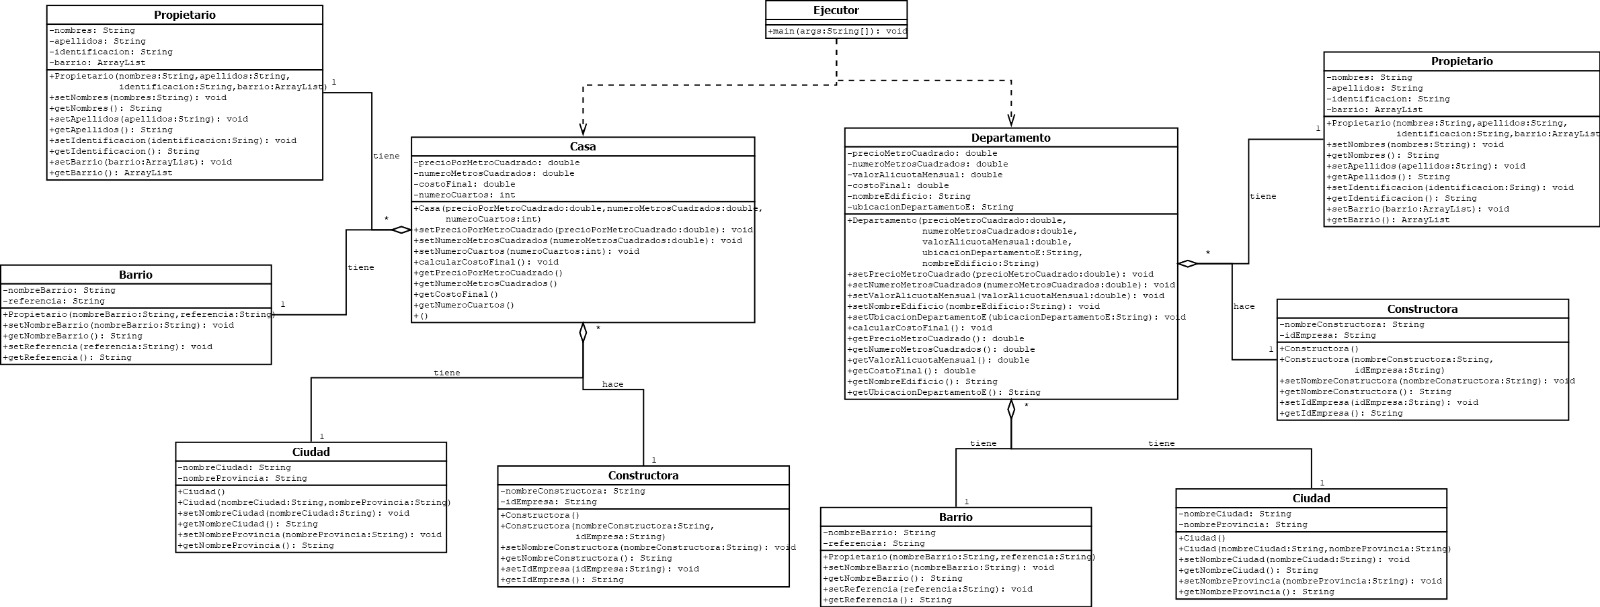 Propietario
-nombres: String
-apellidos: String
-identificacion: String
-barrio: ArrayList
+Propietario(nombres:String,apellidos:String,
identificacion:String,barrio:ArrayList)
+setNombres(nombres:String): void
+getNombres(): String
+setApellidos(apellidos:String): void
+getApellidos(): String
+setIdentificacion(identificacion:Sring): void
+getIdentificacion(): String
+setBarrio(barrio:ArrayList): void
+getBarrio(): ArrayList
1
tiene
*
Ejecutor
+main(args:String[]): void
Casa
-precioPorMetroCuadrado: double
-numeroMetrosCuadrados: double
-costoFinal: double
-numeroCuartos: int
+Casa(precioPorMetroCuadrado:double,numeroMetrosCuadrados:double,
numeroCuartos:int)
+setPrecioPorMetroCuadrado(precioPorMetroCuadrado:double): void
+setNumeroMetrosCuadrados(numeroMetrosCuadrados:double): void
+setNumeroCuartos(numeroCuartos:int): void
+calcularCostoFinal(): void
+getPrecioPorMetroCuadrado()
+getNumeroMetrosCuadrados()
+getCostoFinal()
+getNumeroCuartos()
+()
*
Barrio
-nombreBarrio: String
-referencia: String
+Propietario(nombreBarrio:String,referencia:String)
+setNombreBarrio(nombreBarrio:String): void
+getNombreBarrio(): String
+setReferencia(referencia:String): void
+getReferencia(): String
1
tiene
tiene
1
hace
1
Ciudad
-nombreCiudad: String
-nombreProvincia: String
+Ciudad()
+Ciudad(nombreCiudad:String,nombreProvincia:String)
+setNombreCiudad(nombreCiudad:String): void
+getNombreCiudad(): String
+setNombreProvincia(nombreProvincia:String): void
+getNombreProvincia(): String
Constructora
-nombreConstructora: String
-idEmpresa: String
+Constructora()
+Constructora(nombreConstructora:String,
idEmpresa:String)
+setNombreConstructora(nombreConstructora:String): void
+getNombreConstructora(): String
+setIdEmpresa(idEmpresa:String): void
+getIdEmpresa(): String
Departamento
-precioMetroCuadrado: double
-numeroMetrosCuadrados: double
-valorAlicuotaMensual: double
-costoFinal: double
-nombreEdificio: String
-ubicacionDepartamentoE: String
+Departamento(precioMetroCuadrado:double,
numeroMetrosCuadrados:double,
valorAlicuotaMensual:double,
ubicacionDepartamentoE:String,
nombreEdificio:String)
+setPrecioMetroCuadrado(precioMetroCuadrado:double): void
+setNumeroMetrosCuadrados(numeroMetrosCuadrados:double): void
+setValorAlicuotaMensual(valorAlicuotaMensual:double): void
+setNombreEdificio(nombreEdificio:String): void
+setUbicacionDepartamentoE(ubicacionDepartamentoE:String): void
+calcularCostoFinal(): void
+getPrecioMetroCuadrado(): double
+getNumeroMetrosCuadrados(): double
+getValorAlicuotaMensual(): double
+getCostoFinal(): double
+getNombreEdificio(): String
+getUbicacionDepartamentoE(): String
*
*
Propietario
-nombres: String
-apellidos: String
-identificacion: String
-barrio: ArrayList
+Propietario(nombres:String,apellidos:String,
identificacion:String,barrio:ArrayList
+setNombres(nombres:String): void
+getNombres(): String
+setApellidos(apellidos:String): void
+getApellidos(): String
+setIdentificacion(identificacion:Sring): void
+getIdentificacion(): String
+setBarrio(barrio:ArrayList): void
+getBarrio(): ArrayList
1
tiene
hace
1
Constructora
-nombreConstructora: String
-idEmpresa: String
+Constructora()
+Constructora(nombreConstructora:String,
idEmpresa:String)
+setNombreConstructora(nombreConstructora:String): void
+getNombreConstructora(): String
+setIdEmpresa(idEmpresa:String): void
+getIdEmpresa(): String
tiene
tiene
1
1
Barrio
-nombreBarrio: String
-referencia: String
+Propietario(nombreBarrio:String,referencia:String)
+setNombreBarrio(nombreBarrio:String): void
+getNombreBarrio(): String
+setReferencia(referencia:String): void
+getReferencia(): String
Ciudad
-nombreCiudad: String
-nombreProvincia: String
+Ciudad()
+Ciudad(nombreCiudad:String,nombreProvincia:String)
+setNombreCiudad(nombreCiudad:String): void
+getNombreCiudad(): String
+setNombreProvincia(nombreProvincia:String): void
+getNombreProvincia(): String